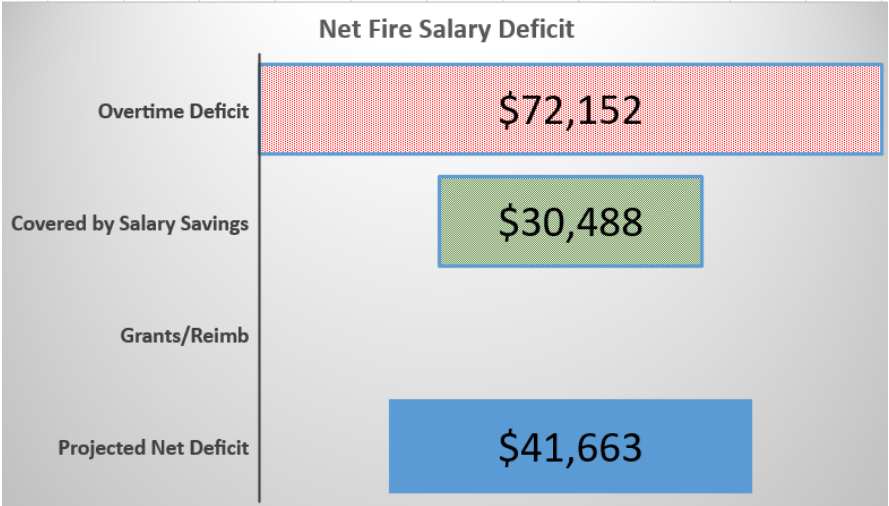 Net Fire Salary Deficit
Overtime Deficit $72,152
Covered by Salary Savings $30,488
Grants/Reimb
Projected Net Deficit $41,663